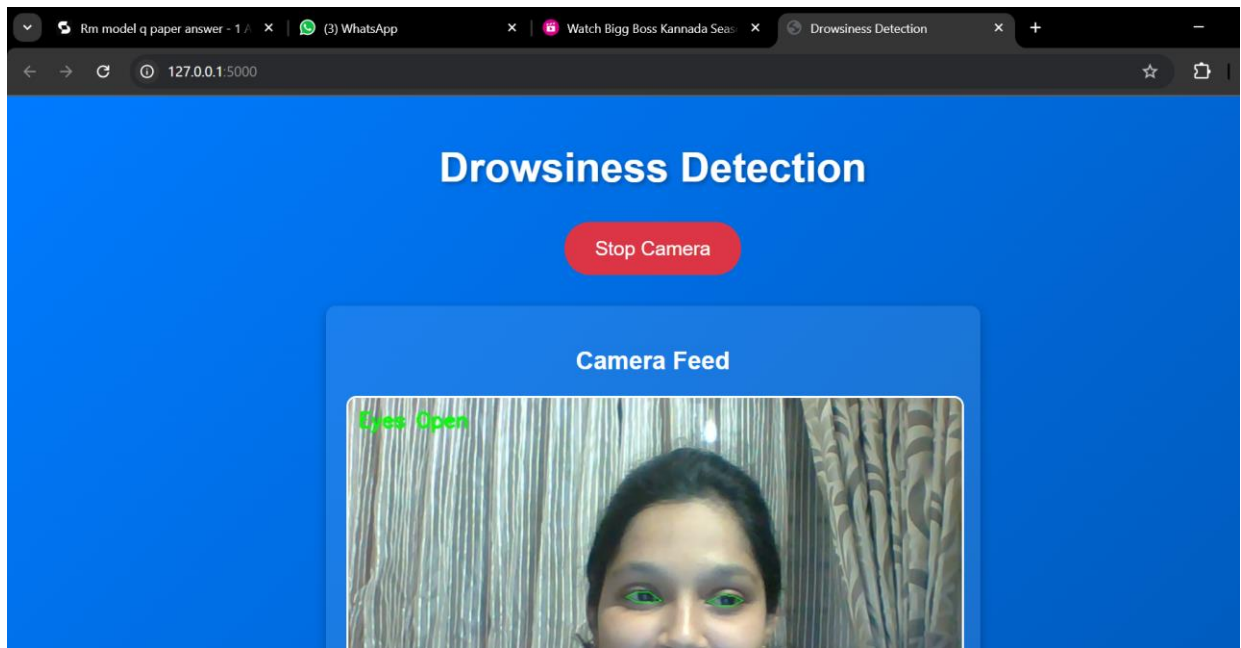 Rm model q paper answer - 1 A
(3) WhatsApp
Watch Bigg Boss Kannada Seas
Drowsiness Detection
127.0.0.1:5000
Drowsiness Detection
Stop Camera
Camera Feed
Eyes Open